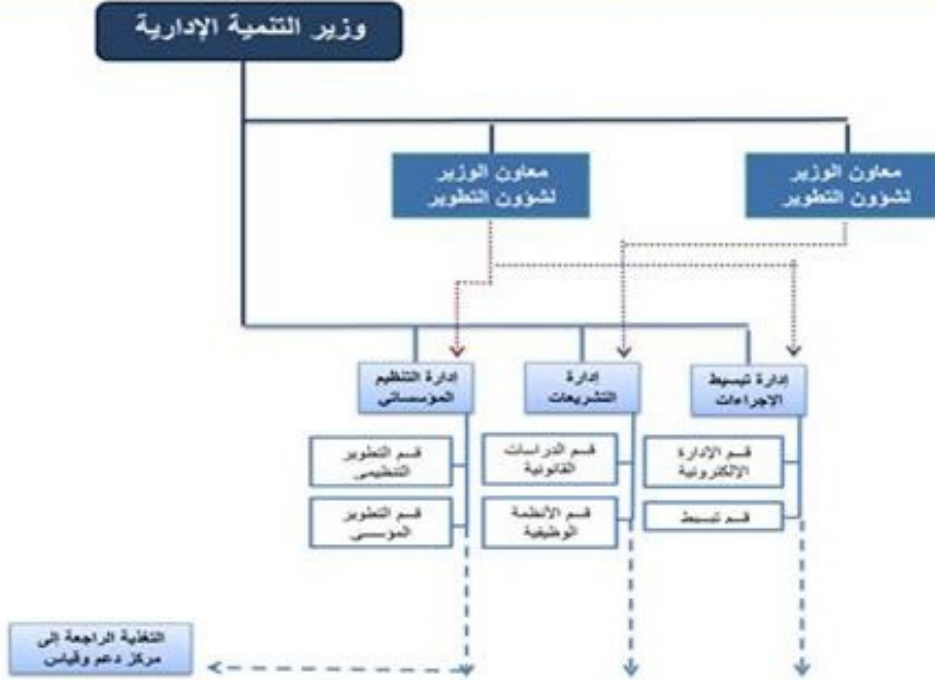 وزير التنمية الإدارية
معاون الوزير
لشؤون التطوير
معاون الوزير
لشؤون التطوير
إدارة تبسيط
الإجراءات
إدارة
التشريعات
إدارة التنظيم
المؤسساتي
قسم الإدارة
الإلكترونية
قسم الدراسات
القانونية
قسم التطوير
التنظيمي
قسم تبسيط
قسم الأنظمة
الوظيفية
قسم التطوير
المؤسسي
التغذية الراجعة إلى
مركز دعم وقياس